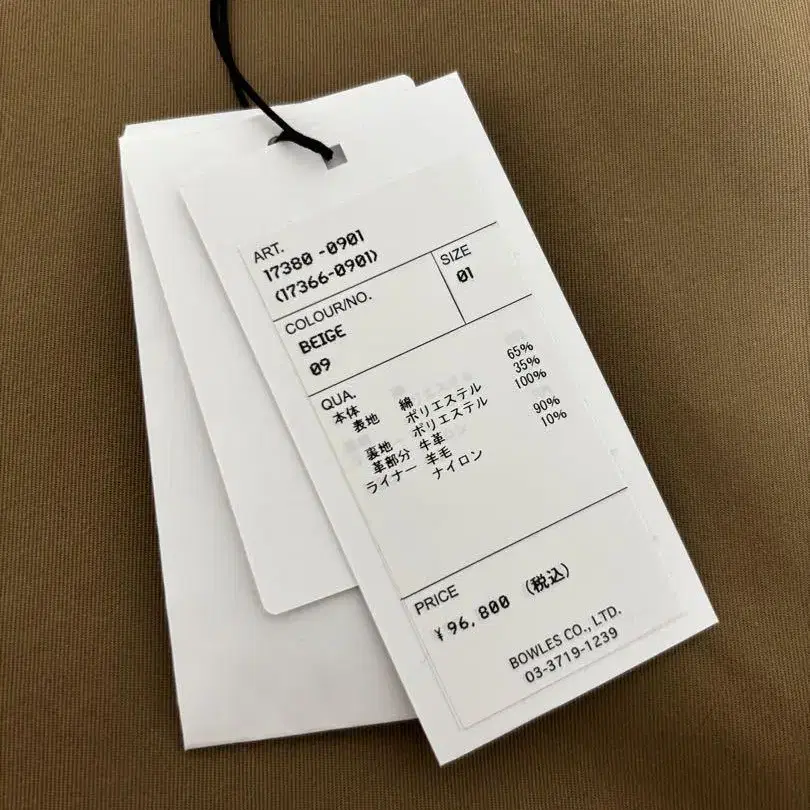 ART.
17380 -0901
(17366-0901)
COLOUR/NO.
BEIGE
09
SIZE
01
QUA.
本体
表地 綿 65%
ポリエステル 35%
裏地 ポリエステル 100%
革部分 牛革
ライナー 羊毛 90%
ナイロン 10%
PRICE
¥96,800 (税込)
BOWLES CO., LTD.
03-3719-1239